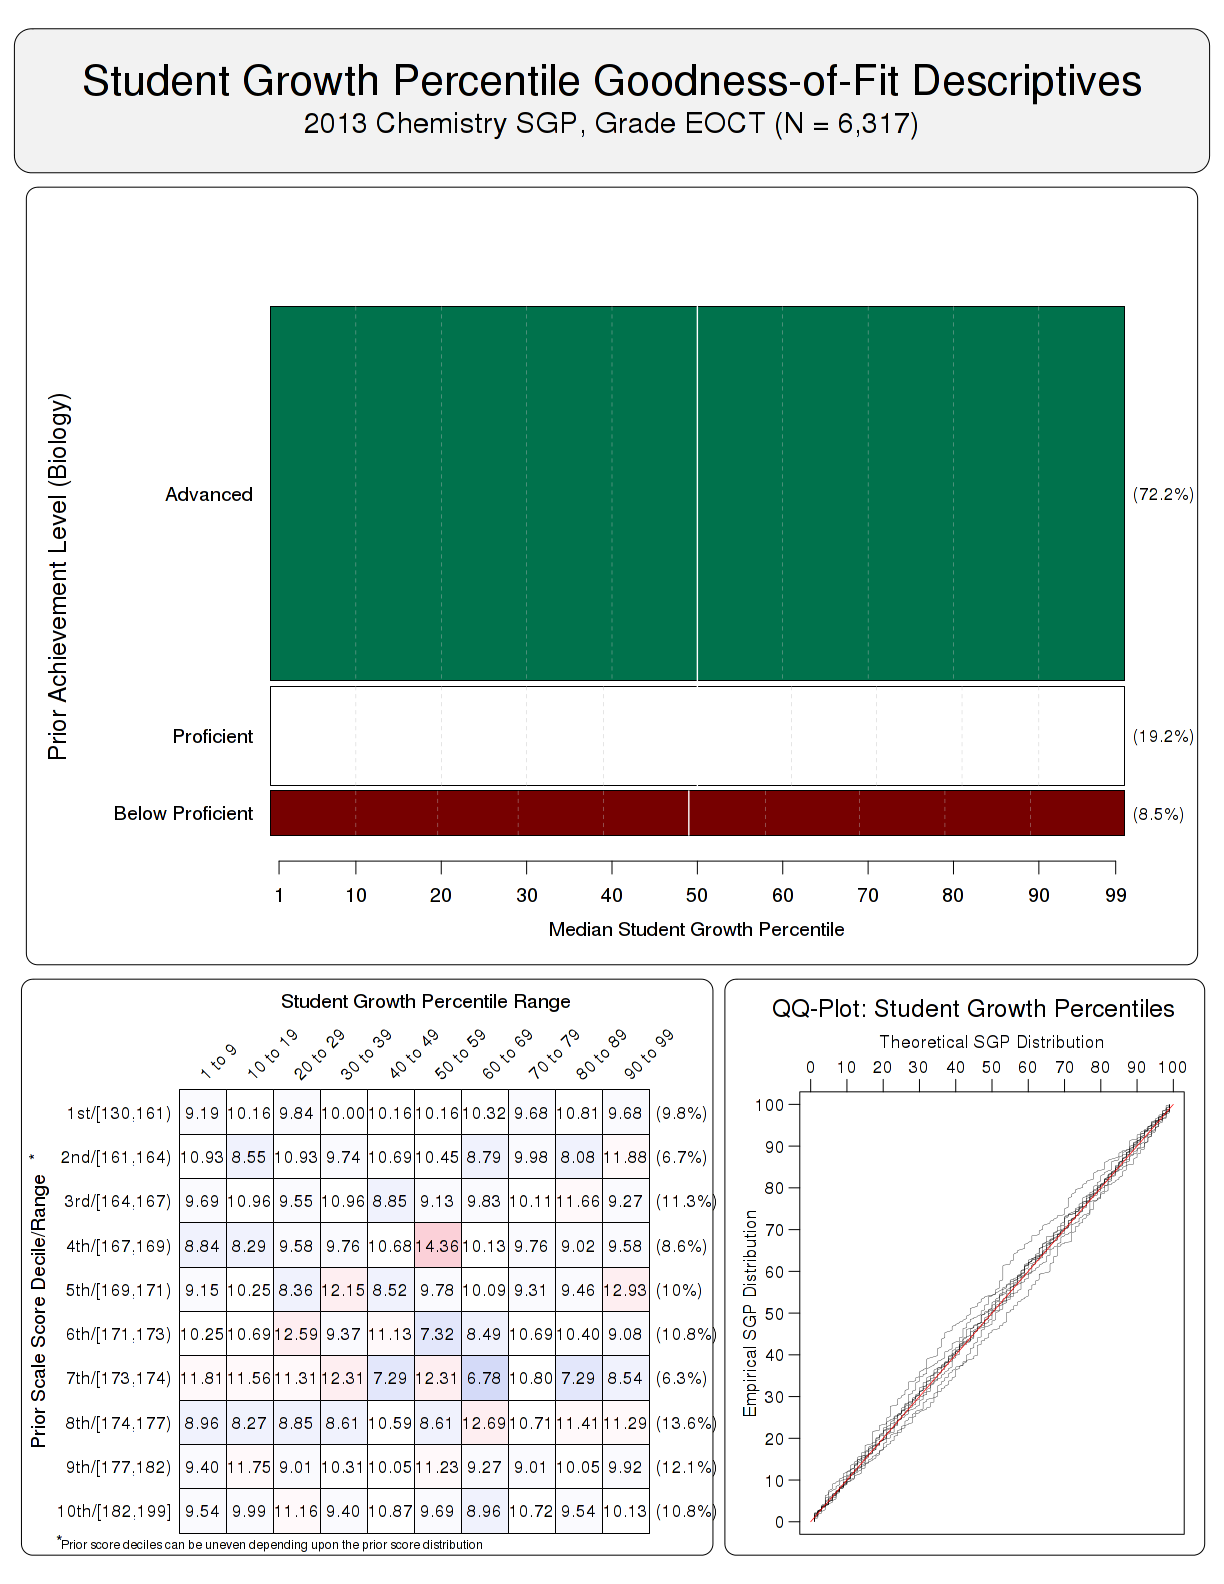 Student Growth Percentile Goodness-of-Fit Descriptives
2013 Chemistry SGP, Grade EOCT (N = 6,317)
Prior Achievement Level (Biology)
Advanced
(72.2%)
Proficient
(19.2%)
Below Proficient
(8.5%)
1 10 20 30 40 50 60 70 80 90 99
Median Student Growth Percentile
Student Growth Percentile Range
1 to 9 10 to 19 20 to 29 30 to 39 40 to 49 50 to 59 60 to 69 70 to 79 80 to 89 90 to 99
Prior Scale Score Decile/Range *
1st/[130,161) 9.19 10.16 9.84 10.00 10.16 10.16 10.32 9.68 10.81 9.68 (9.8%)
2nd/[161,164) 10.93 8.55 10.93 9.74 10.69 10.45 8.79 9.98 8.08 11.88 (6.7%)
3rd/[164,167) 9.69 10.96 9.55 10.96 8.85 9.13 9.83 10.11 11.66 9.27 (11.3%)
4th/[167,169) 8.84 8.29 9.58 9.76 10.68 14.36 10.13 9.76 9.02 9.58 (8.6%)
5th/[169,171) 9.15 10.25 8.36 12.15 8.52 9.78 10.09 9.31 9.46 12.93 (10%)
6th/[171,173) 10.25 10.69 12.59 9.37 11.13 7.32 8.49 10.69 10.40 9.08 (10.8%)
7th/[173,174) 11.81 11.56 11.31 12.31 7.29 12.31 6.78 10.80 7.29 8.54 (6.3%)
8th/[174,177) 8.96 8.27 8.85 8.61 10.59 8.61 12.69 10.71 11.41 11.29 (13.6%)
9th/[177,182) 9.40 11.75 9.01 10.31 10.05 11.23 9.27 9.01 10.05 9.92 (12.1%)
10th/[182,199] 9.54 9.99 11.16 9.40 10.87 9.69 8.96 10.72 9.54 10.13 (10.8%)
*Prior score deciles can be uneven depending upon the prior score distribution
QQ-Plot: Student Growth Percentiles
Theoretical SGP Distribution
0 10 20 30 40 50 60 70 80 90 100
Empirical SGP Distribution
100
90
80
70
60
50
40
30
20
10
0